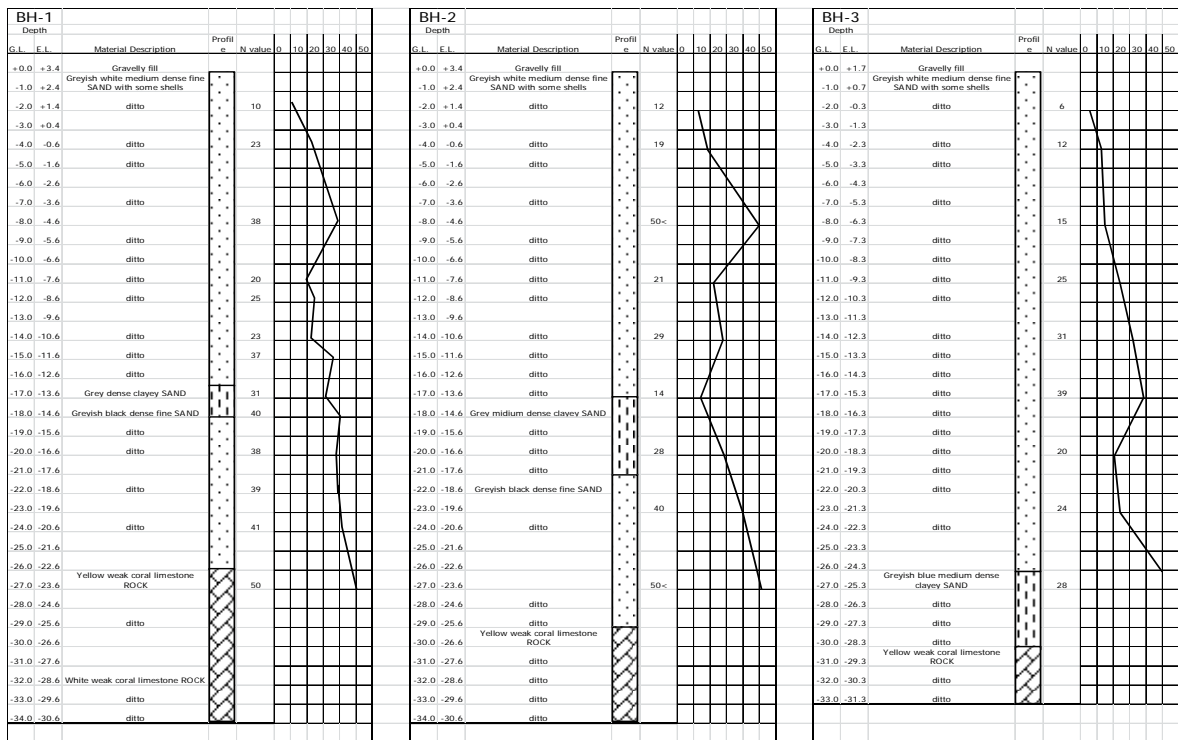 BH-1
Depth
Profil
G.L. E.L. Material Description e N value 0 10 20 30 40 50
+0.0 +3.4 Gravelly fill
Greyish white medium dense fine
-1.0 +2.4 SAND with some shells
-2.0 +1.4 ditto 10
-3.0 +0.4
-4.0 -0.6 ditto 23
-5.0 -1.6 ditto
-6.0 -2.6
-7.0 -3.6 ditto
-8.0 -4.6 38
-9.0 -5.6 ditto
-10.0 -6.6 ditto
-11.0 -7.6 ditto 20
-12.0 -8.6 ditto 25
-13.0 -9.6
-14.0 -10.6 ditto 23
-15.0 -11.6 ditto 37
-16.0 -12.6 ditto
-17.0 -13.6 Grey dense clayey SAND 31
-18.0 -14.6 Greyish black dense fine SAND 40
-19.0 -15.6 ditto
-20.0 -16.6 ditto 38
-21.0 -17.6
-22.0 -18.6 ditto 39
-23.0 -19.6
-24.0 -20.6 ditto 41
-25.0 -21.6
-26.0 -22.6
Yellow weak coral limestone
-27.0 -23.6 ROCK 50
-28.0 -24.6
-29.0 -25.6 ditto
-30.0 -26.6
-31.0 -27.6
-32.0 -28.6 White weak coral limestone ROCK
-33.0 -29.6 ditto
-34.0 -30.6 ditto
BH-2
Depth
Profil
G.L. E.L. Material Description e N value 0 10 20 30 40 50
+0.0 +3.4 Gravelly fill
Greyish white medium dense fine
-1.0 +2.4 SAND with some shells
-2.0 +1.4 ditto 12
-3.0 +0.4
-4.0 -0.6 ditto 19
-5.0 -1.6 ditto
-6.0 -2.6
-7.0 -3.6 ditto
-8.0 -4.6 50<
-9.0 -5.6 ditto
-10.0 -6.6 ditto
-11.0 -7.6 ditto 21
-12.0 -8.6 ditto
-13.0 -9.6
-14.0 -10.6 ditto 29
-15.0 -11.6 ditto
-16.0 -12.6 ditto
-17.0 -13.6 ditto 14
-18.0 -14.6 Grey midium dense clayey SAND
-19.0 -15.6 ditto
-20.0 -16.6 ditto 28
-21.0 -17.6 ditto
-22.0 -18.6 Greyish black dense fine SAND
-23.0 -19.6 40
-24.0 -20.6 ditto
-25.0 -21.6
-26.0 -22.6
-27.0 -23.6 50<
-28.0 -24.6 ditto
-29.0 -25.6 ditto
Yellow weak coral limestone
-30.0 -26.6 ROCK
-31.0 -27.6 ditto
-32.0 -28.6 ditto
-33.0 -29.6 ditto
-34.0 -30.6 ditto
BH-3
Depth
Profil
G.L. E.L. Material Description e N value 0 10 20 30 40 50
+0.0 +1.7 Gravelly fill
Greyish white medium dense fine
-1.0 +0.7 SAND with some shells
-2.0 -0.3 ditto 6
-3.0 -1.3
-4.0 -2.3 ditto 12
-5.0 -3.3 ditto
-6.0 -4.3
-7.0 -5.3 ditto
-8.0 -6.3 15
-9.0 -7.3 ditto
-10.0 -8.3 ditto
-11.0 -9.3 ditto 25
-12.0 -10.3 ditto
-13.0 -11.3
-14.0 -12.3 ditto 31
-15.0 -13.3 ditto
-16.0 -14.3 ditto
-17.0 -15.3 ditto 39
-18.0 -16.3 ditto
-19.0 -17.3 ditto
-20.0 -18.3 ditto 20
-21.0 -19.3 ditto
-22.0 -20.3 ditto
-23.0 -21.3 24
-24.0 -22.3 ditto
-25.0 -23.3
-26.0 -24.3
Greyish blue medium dense
-27.0 -25.3 clayey SAND 28
-28.0 -26.3 ditto
-29.0 -27.3 ditto
-30.0 -28.3 ditto
Yellow weak coral limestone
-31.0 -29.3 ROCK
-32.0 -30.3 ditto
-33.0 -31.3 ditto